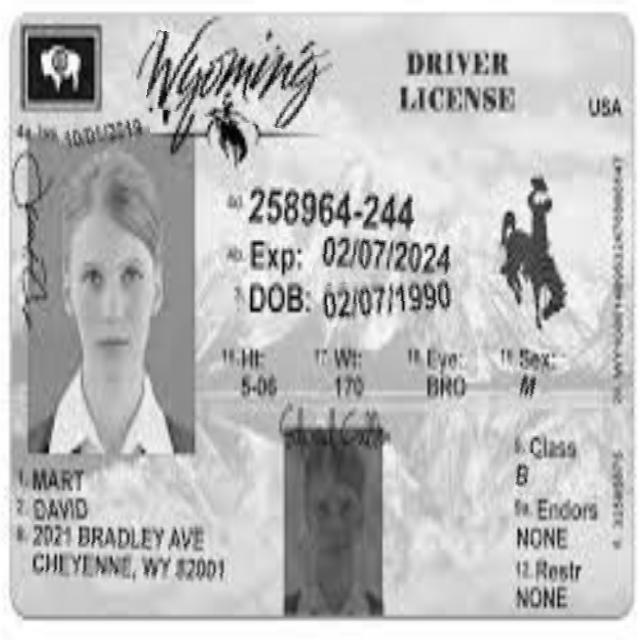 Wyoming
DRIVER
LICENSE
USA
4a. Iss. 10/01/2019
4d. 258964-244
4b. Exp: 02/07/2024
3. DOB: 02/07/1990
16. Ht: 17. Wt: 18. Eye: 15. Sex:
5-06 170 BRO M
9. Class
B
9a. Endors
NONE
12. Restr
NONE
1. MART
2. DAVID
8. 2021 BRADLEY AVE
CHEYENNE, WY 82001